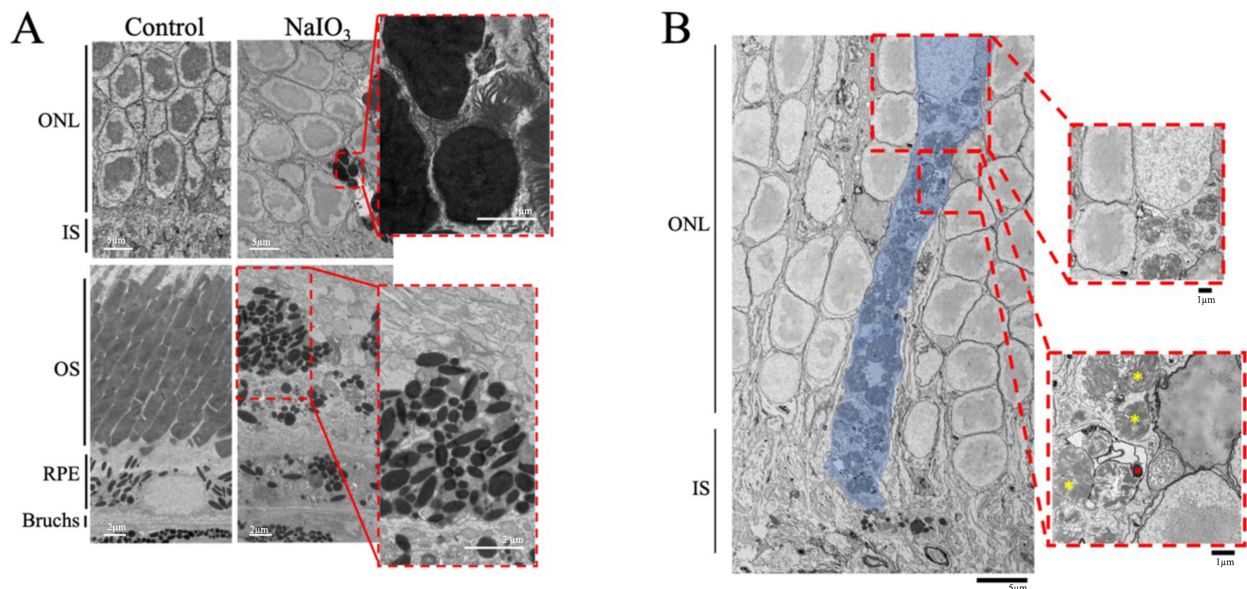 A
Control
NaIO3
ONL
IS
5μm
5μm
1μm
OS
RPE
Bruchs
2μm
2μm
2 μm
B
ONL
IS
5μm
1μm
1μm